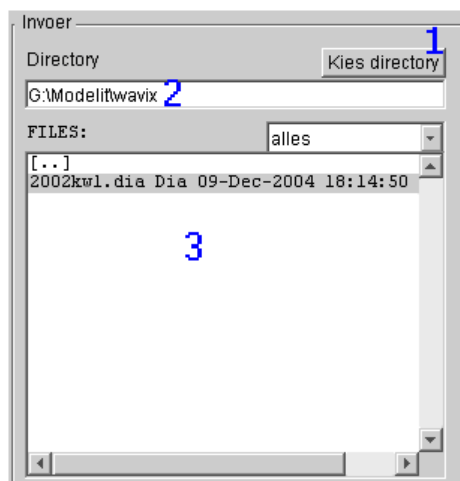 Invoer
1
Directory
Kies directory
G:\Modelit\wavix 2
FILES:
alles
[..]
2002kwl.dia Dia 09-Dec-2004 18:14:50
3